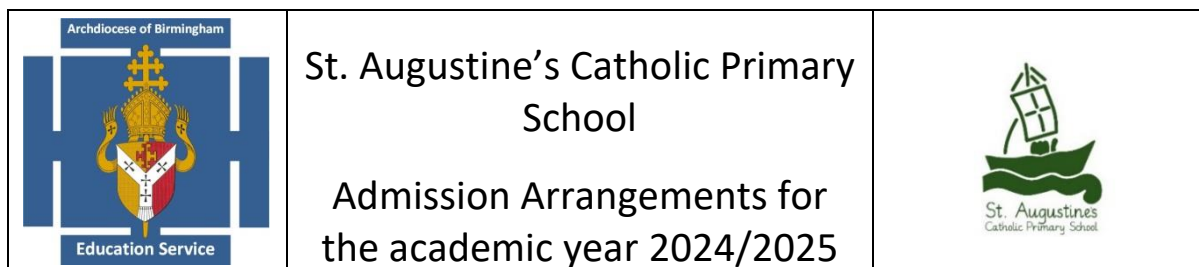 Archdiocese of Birmingham
Education Service
St. Augustine’s Catholic Primary
School
Admission Arrangements for
the academic year 2024/2025
St. Augustine's
Catholic Primary School